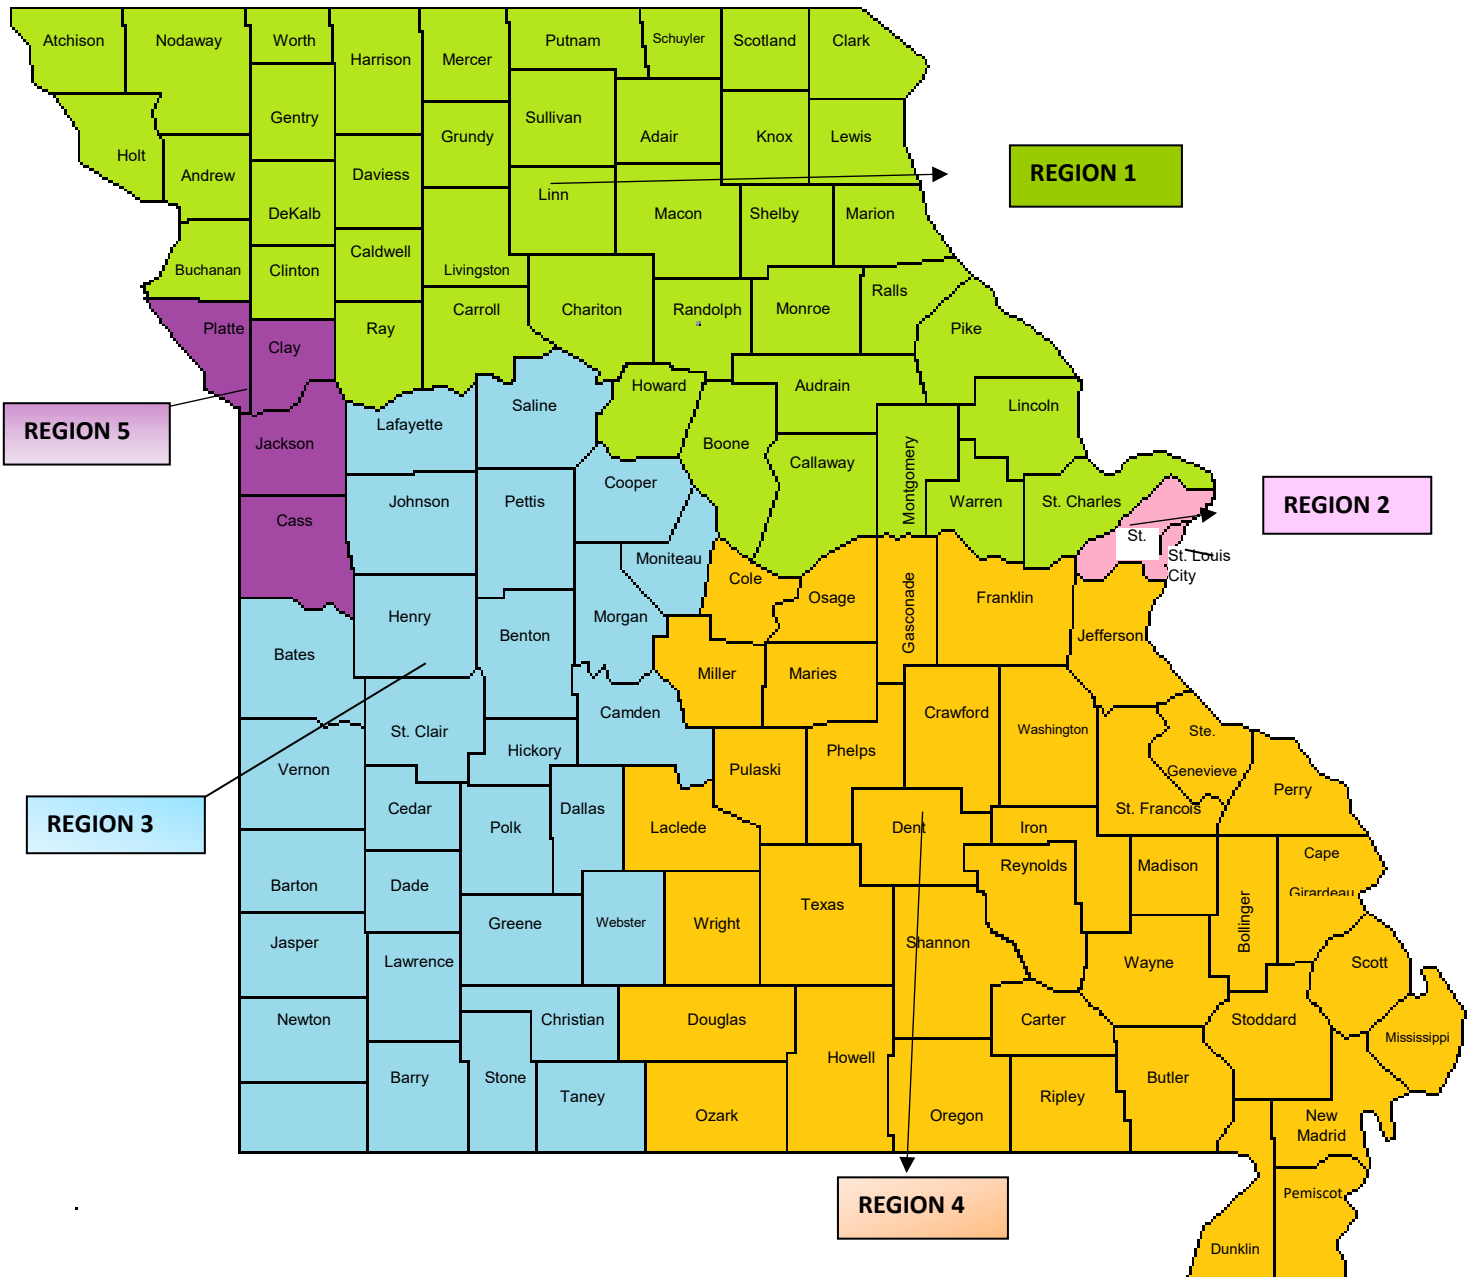 Atchison
Nodaway
Worth
Harrison
Mercer
Putnam
Schuyler
Scotland
Clark
Gentry
Sullivan
Grundy
Adair
Knox
Lewis
Holt
Andrew
Daviess
Linn
REGION 1
DeKalb
Macon
Shelby
Marion
Buchanan
Clinton
Caldwell
Livingston
Carroll
Chariton
Randolph
Monroe
Ralls
Pike
Platte
Clay
Ray
REGION 5
Jackson
Lafayette
Saline
Howard
Audrain
Lincoln
Boone
Callaway
Montgomery
Cass
Johnson
Pettis
Cooper
Warren
St. Charles
REGION 2
St.
St. Louis
City
Moniteau
Cole
Osage
Gasconade
Franklin
Henry
Benton
Morgan
Jefferson
Bates
Miller
Maries
St. Clair
Hickory
Camden
Crawford
Washington
Ste.
Genevieve
Vernon
Pulaski
Phelps
REGION 3
Cedar
Polk
Dallas
Laclede
Dent
Iron
St. Francois
Perry
Barton
Dade
Reynolds
Madison
Cape
Girardeau
Greene
Webster
Wright
Texas
Shannon
Bollinger
Jasper
Lawrence
Wayne
Scott
Newton
Christian
Douglas
Carter
Stoddard
Mississippi
Barry
Stone
Taney
Ozark
Howell
Oregon
Ripley
Butler
New
Madrid
REGION 4
Pemiscot
Dunklin